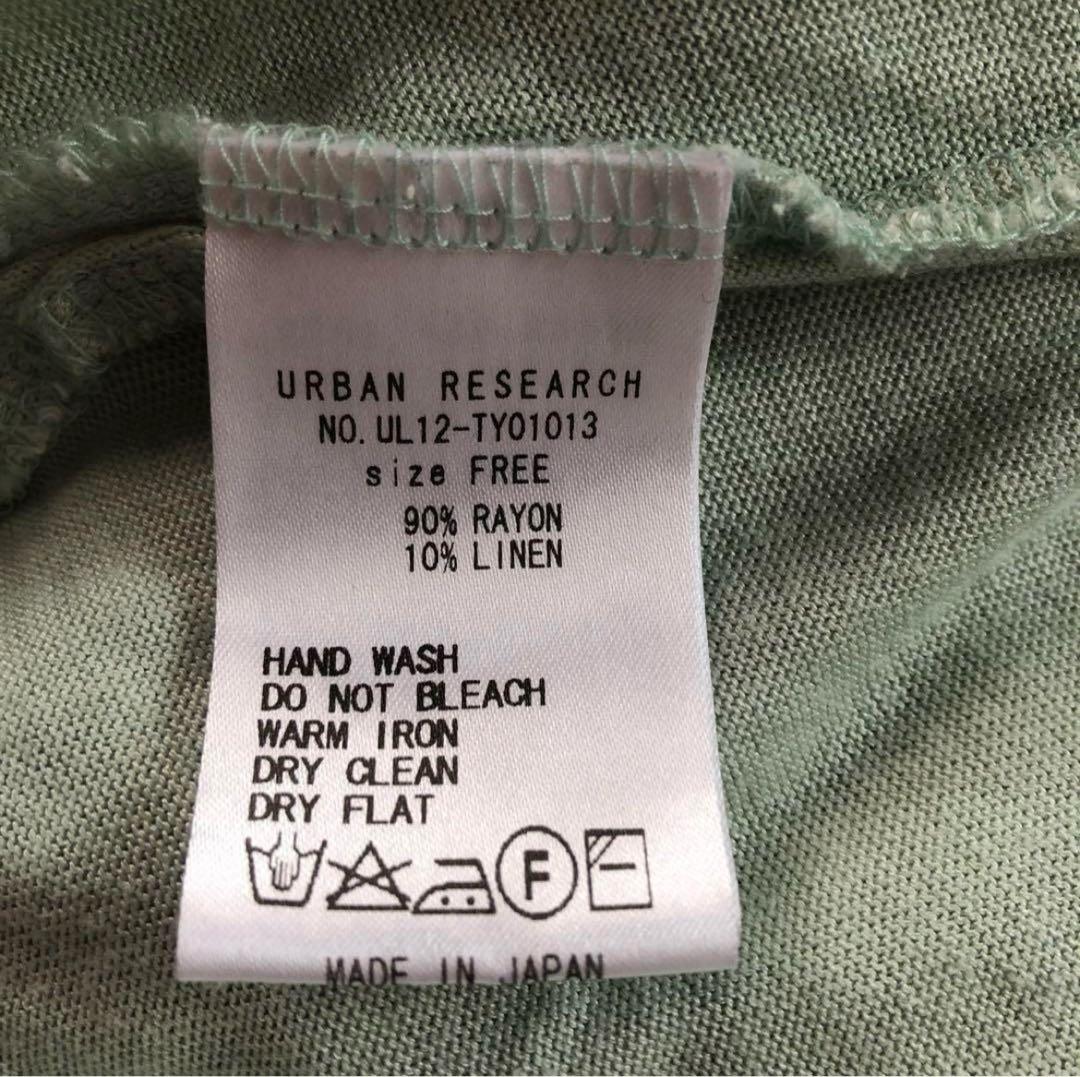 URBAN RESEARCH
NO. UL12-TY01013
size FREE
90% RAYON
10% LINEN
HAND WASH
DO NOT BLEACH
WARM IRON
DRY CLEAN
DRY FLAT
F
MADE IN JAPAN